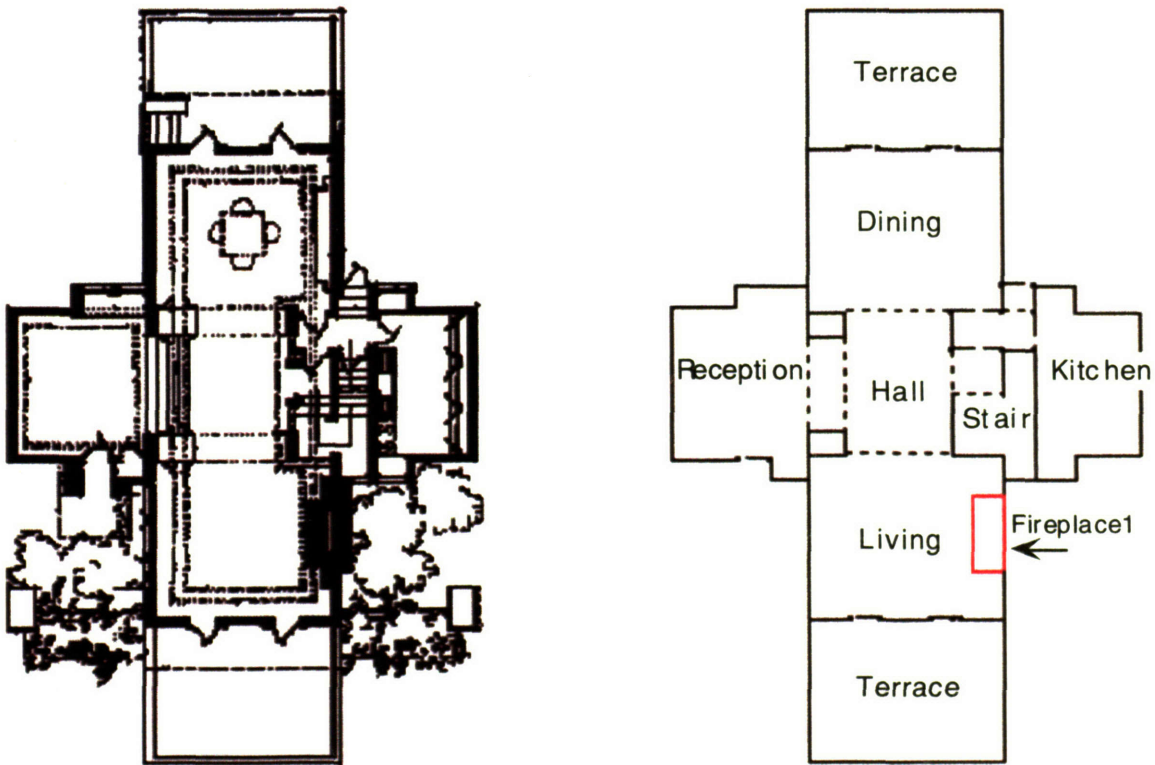 Terrace
Dining
Reception
Hall
Kitchen
Stair
Fireplace1
Living
Terrace